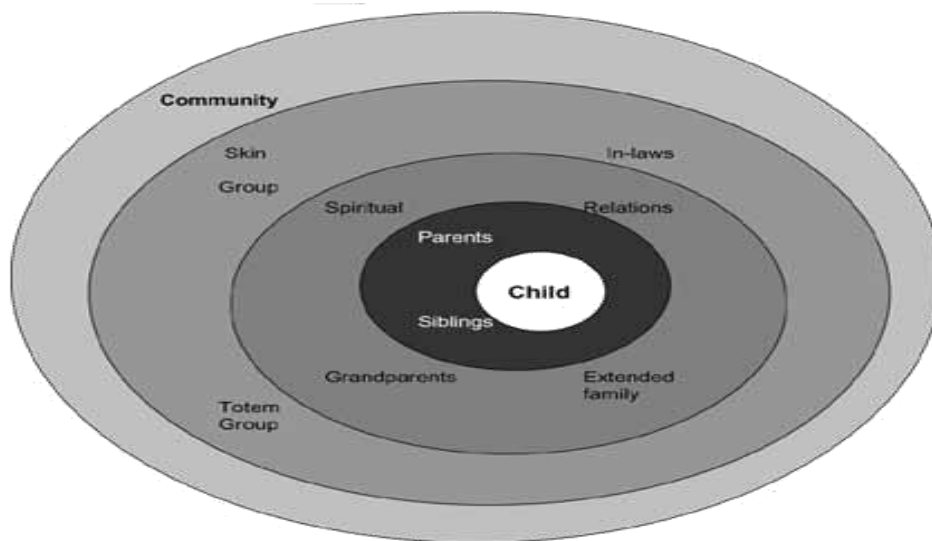 Community
Skin
In-laws
Group
Spiritual
Relations
Parents
Child
Siblings
Grandparents
Extended
family
Totem
Group